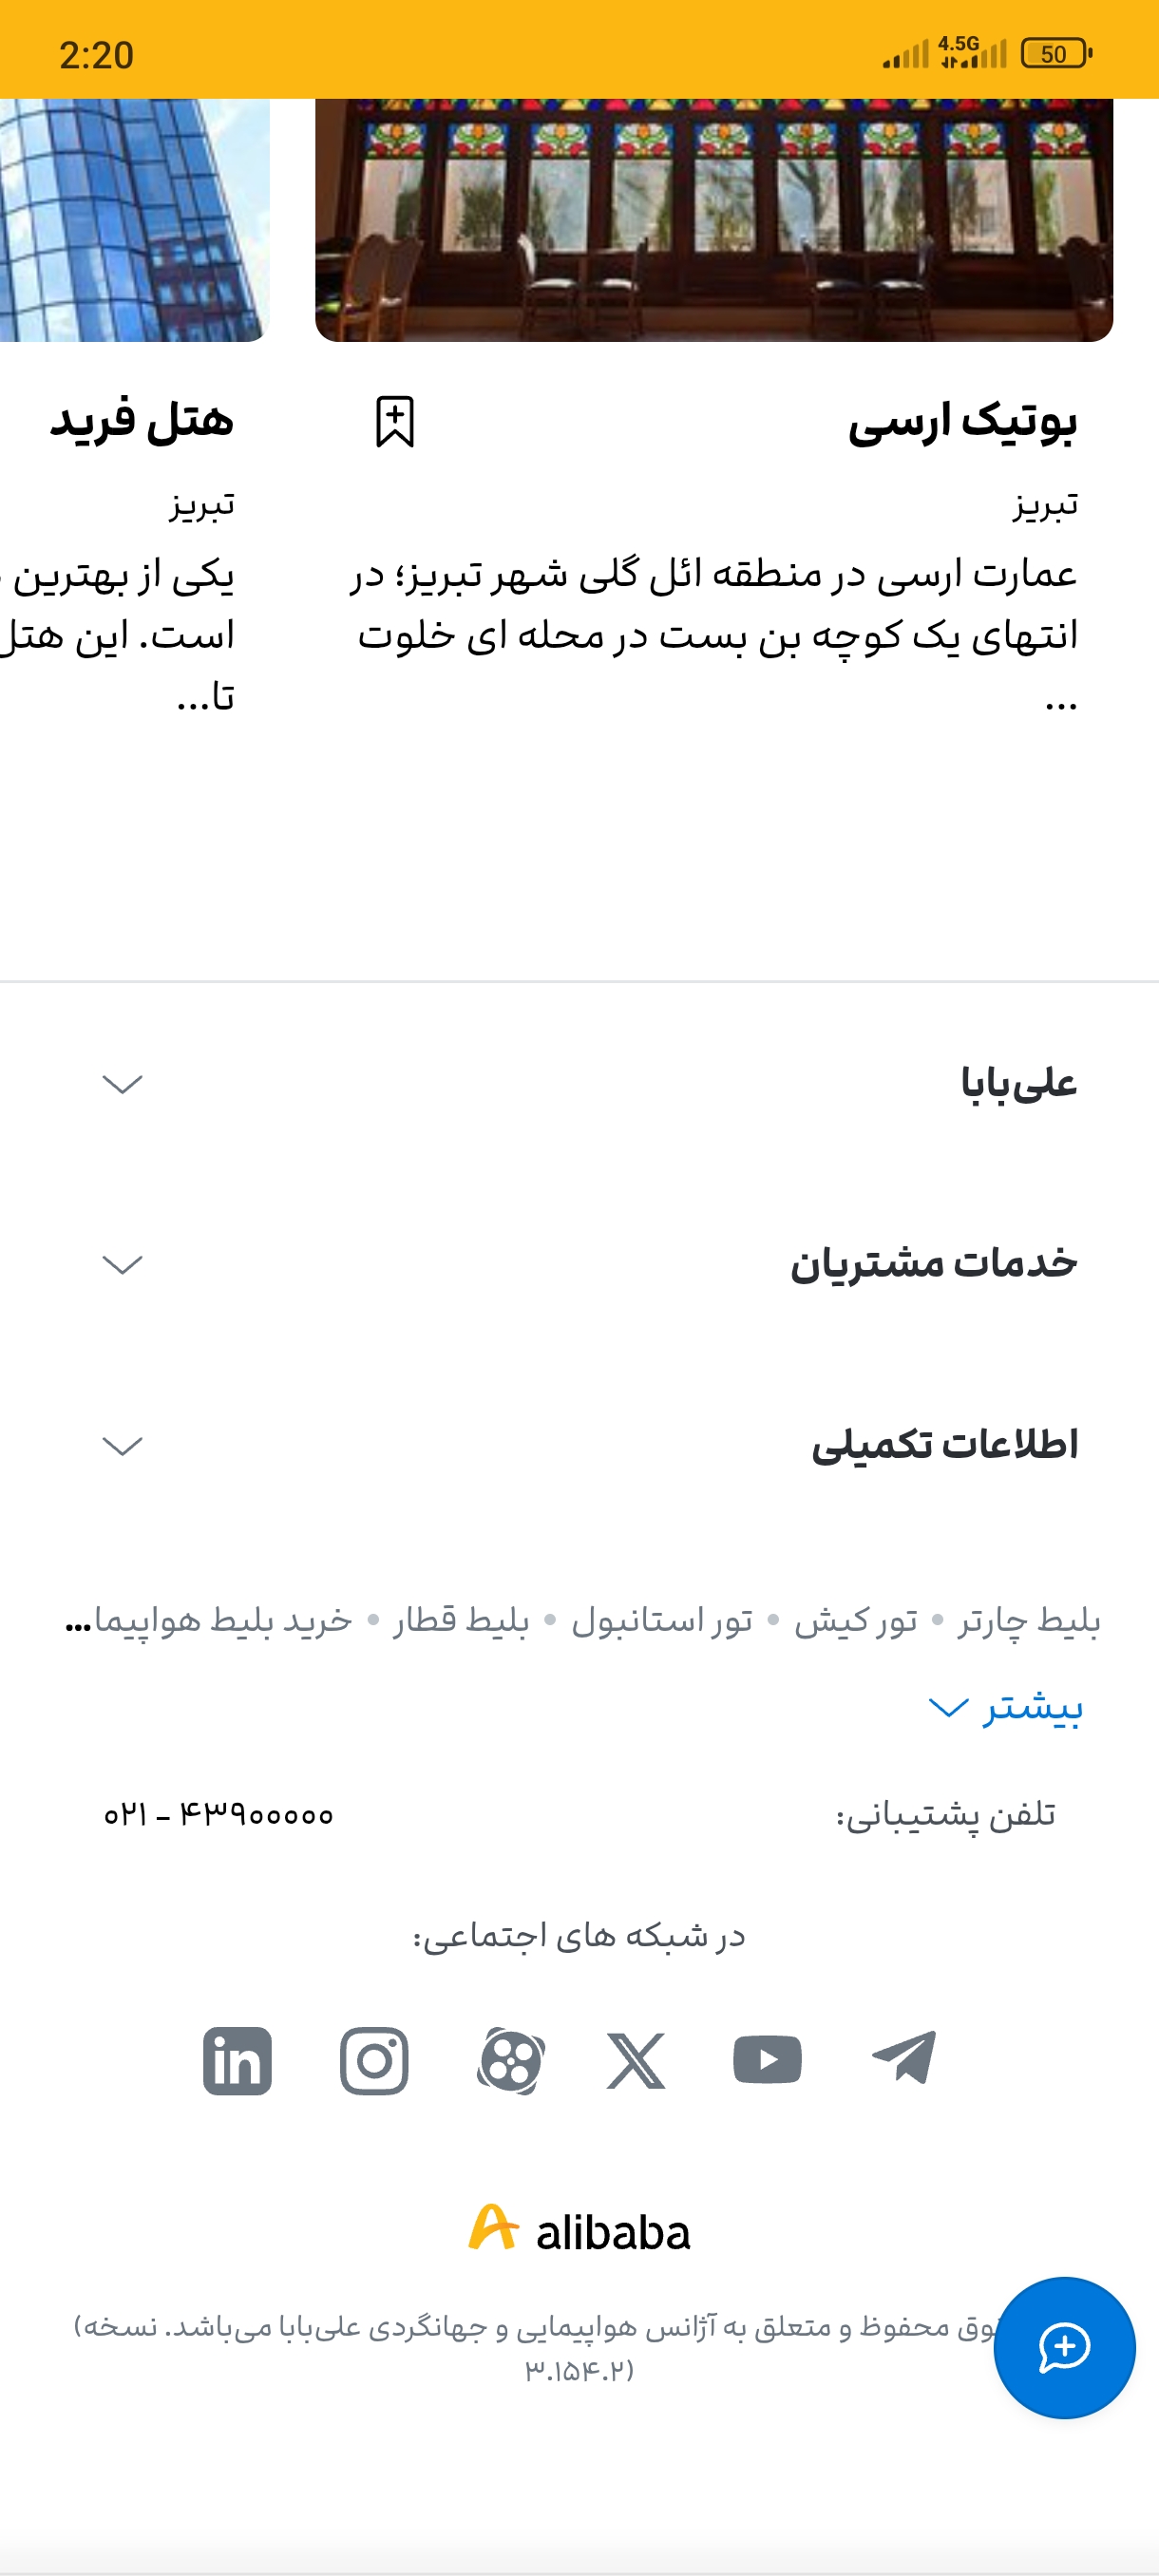 2:20
4.5G
50
بوتیک ارسی
تبریز
عمارت ارسی در منطقه ائل گلی شهر تبریز؛ در
انتهای یک کوچه بن بست در محله ای خلوت
...
هتل فرید
تبریز
یکی از بهترین
است. این هتل
تا...
علی‌بابا
خدمات مشتریان
اطلاعات تکمیلی
بلیط چارتر • تور کیش • تور استانبول • بلیط قطار • خرید بلیط هواپیما...
بیشتر
تلفن پشتیبانی:
۰۲۱ - ۴۳۹۰۰۰۰۰
در شبکه های اجتماعی:
in
alibaba
محفوظ و متعلق به آژانس هواپیمایی و جهانگردی علی‌بابا می‌باشد. نسخه)
(۳.۱۵۴.۲